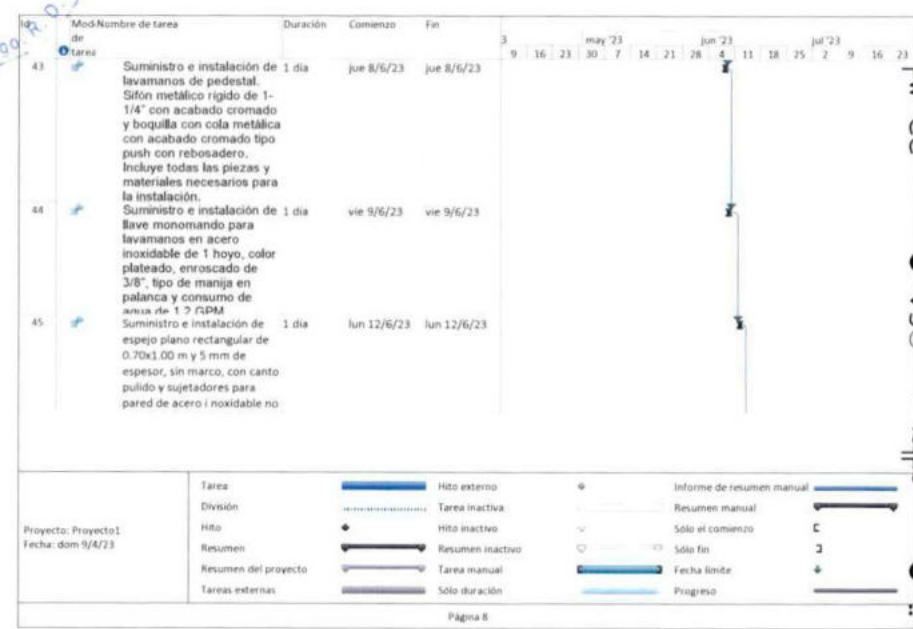 Id
Mod Nombre de tarea
Duración
Comienzo
Fin
de
tarea
3
may '23
jun '23
jul '23
9 16 23 30 7 14 21 28 4 11 18 25 2 9 16 23
43
Suministro e instalación de 1 día jue 8/6/23 jue 8/6/23
lavamanos de pedestal.
Sifón metálico rígido de 1-
1/4" con acabado cromado
y boquilla con cola metálica
con acabado cromado tipo
push con rebosadero.
Incluye todas las piezas y
materiales necesarios para
la instalación.
44
Suministro e instalación de 1 día vie 9/6/23 vie 9/6/23
llave monomando para
lavamanos en acero
inoxidable de 1 hoyo, color
plateado, enroscado de
3/8", tipo de manija en
palanca y consumo de
agua de 1.2 GPM
45
Suministro e instalación de 1 día lun 12/6/23 lun 12/6/23
espejo plano rectangular de
0.70x1.00 m y 5 mm de
espesor, sin marco, con canto
pulido y sujetadores para
pared de acero i noxidable no
Proyecto: Proyecto1
Fecha: dom 9/4/23
Tarea
División
Hito
Resumen
Resumen del proyecto
Tareas externas
Hito externo
Tarea inactiva
Hito inactivo
Resumen inactivo
Tarea manual
Sólo duración
Informe de resumen manual
Resumen manual
Sólo el comienzo
Sólo fin
Fecha límite
Progreso
Página 8